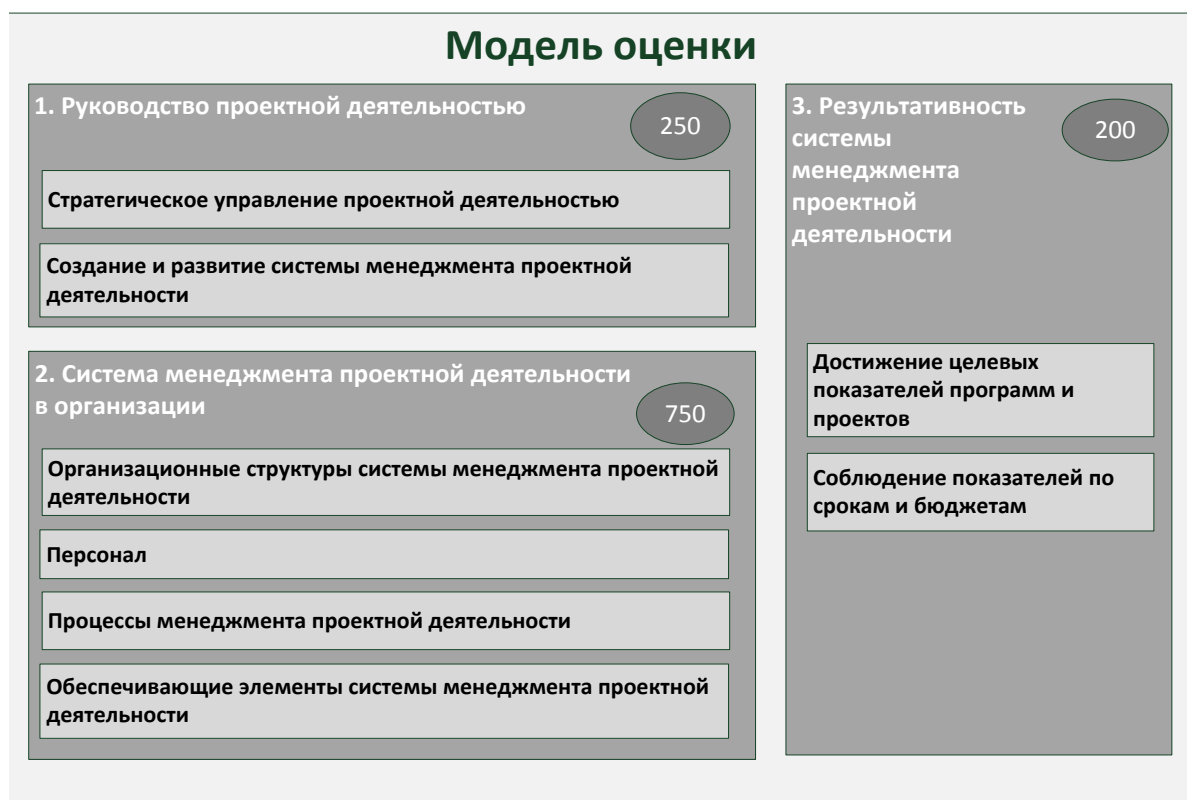 Модель оценки
1. Руководство проектной деятельностью
250
Стратегическое управление проектной деятельностью
Создание и развитие системы менеджмента проектной
деятельности
2. Система менеджмента проектной деятельности
в организации
750
Организационные структуры системы менеджмента проектной
деятельности
Персонал
Процессы менеджмента проектной деятельности
Обеспечивающие элементы системы менеджмента проектной
деятельности
3. Результативность
системы
менеджмента
проектной
деятельности
200
Достижение целевых
показателей программ и
проектов
Соблюдение показателей по
срокам и бюджетам